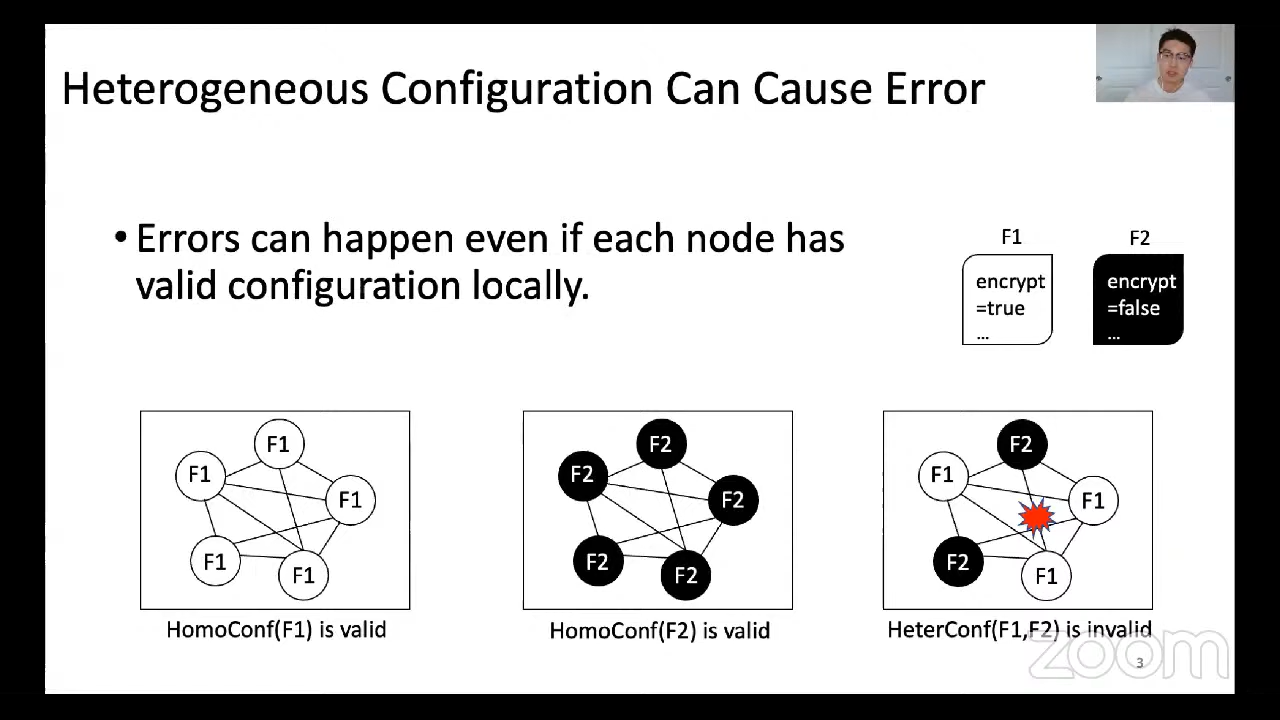 Heterogeneous Configuration Can Cause Error
• Errors can happen even if each node has
valid configuration locally.
F1
F2
encrypt
=true
...
encrypt
=false
...
F1
F1
F1
F1
F1
HomoConf(F1) is valid
F2
F2
F2
F2
F2
HomoConf(F2) is valid
F2
F1
F1
F2
F1
HeterConf(F1,F2) is invalid
zoom
3